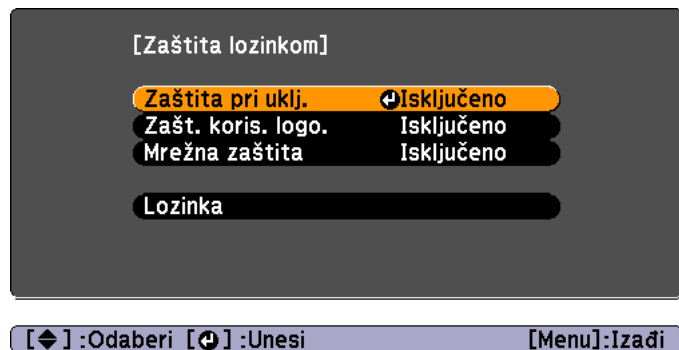 [Zaštita lozinkom]
Zaštita pri uklj. Isključeno
Zašt. koris. logo. Isključeno
Mrežna zaštita Isključeno
Lozinka
[ ] :Odaberi [ ] :Unesi [Menu]:Izađi